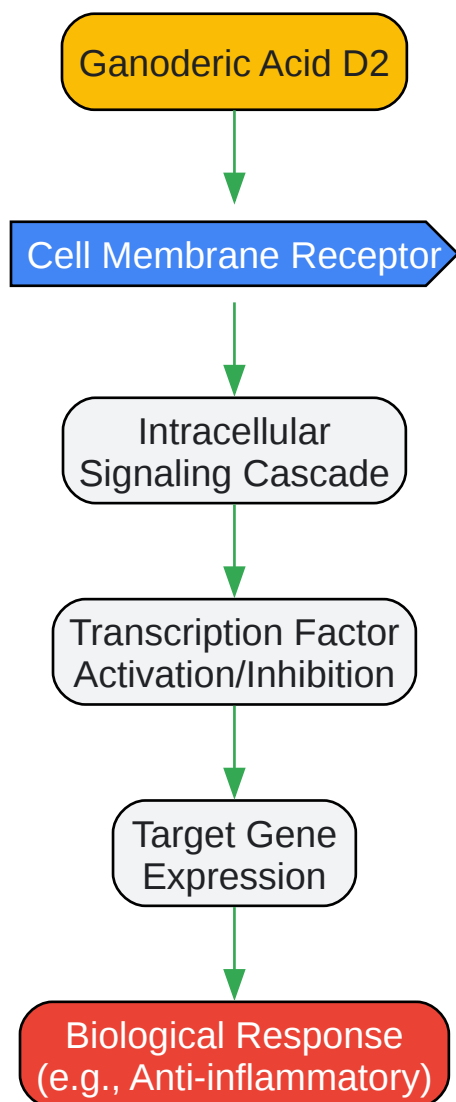 Ganoderic Acid D2
Cell Membrane Receptor
Intracellular
Signaling Cascade
Transcription Factor
Activation/Inhibition
Target Gene
Expression
Biological Response
(e.g., Anti-inflammatory)